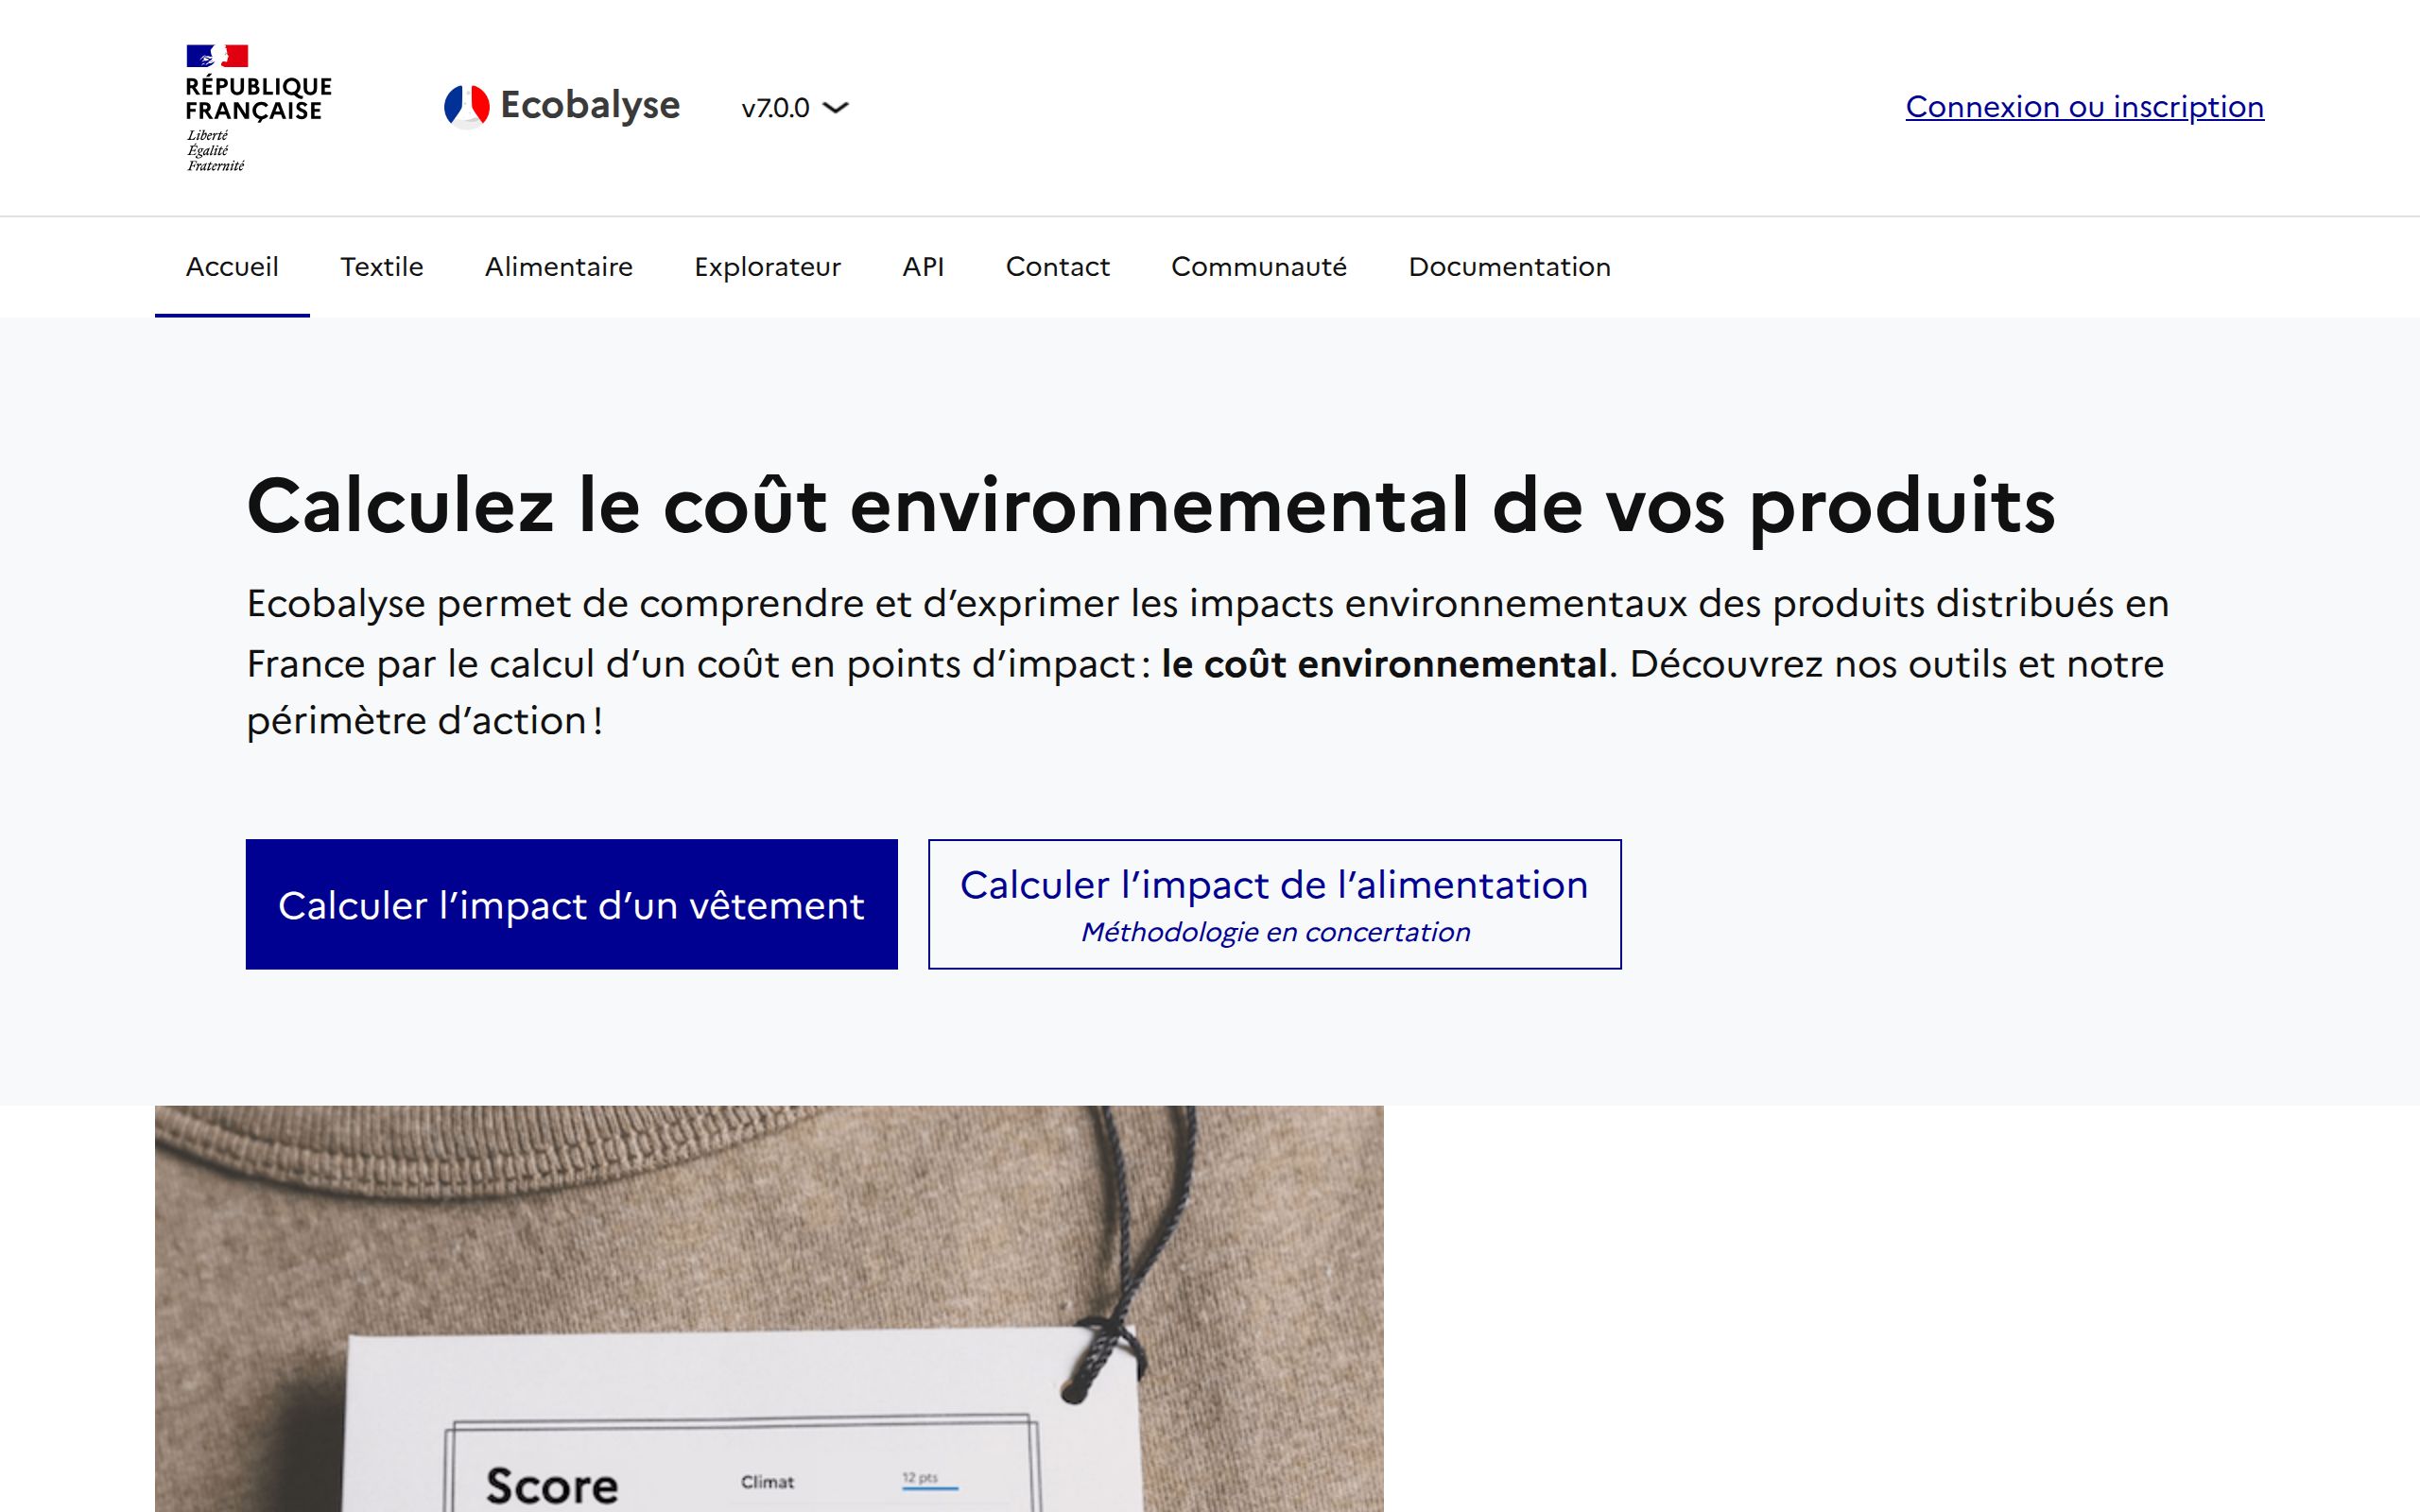 RÉPUBLIQUE
FRANÇAISE
Liberté
Égalité
Fraternité
Ecobalyse
v7.0.0
Connexion ou inscription
Accueil
Textile
Alimentaire
Explorateur
API
Contact
Communauté
Documentation
Calculez le coût environnemental de vos produits
Ecobalyse permet de comprendre et d’exprimer les impacts environnementaux des produits distribués en
France par le calcul d’un coût en points d’impact : le coût environnemental. Découvrez nos outils et notre
périmètre d’action !
Calculer l’impact d’un vêtement
Calculer l’impact de l’alimentation
Méthodologie en concertation
Score
Climat
12 pts